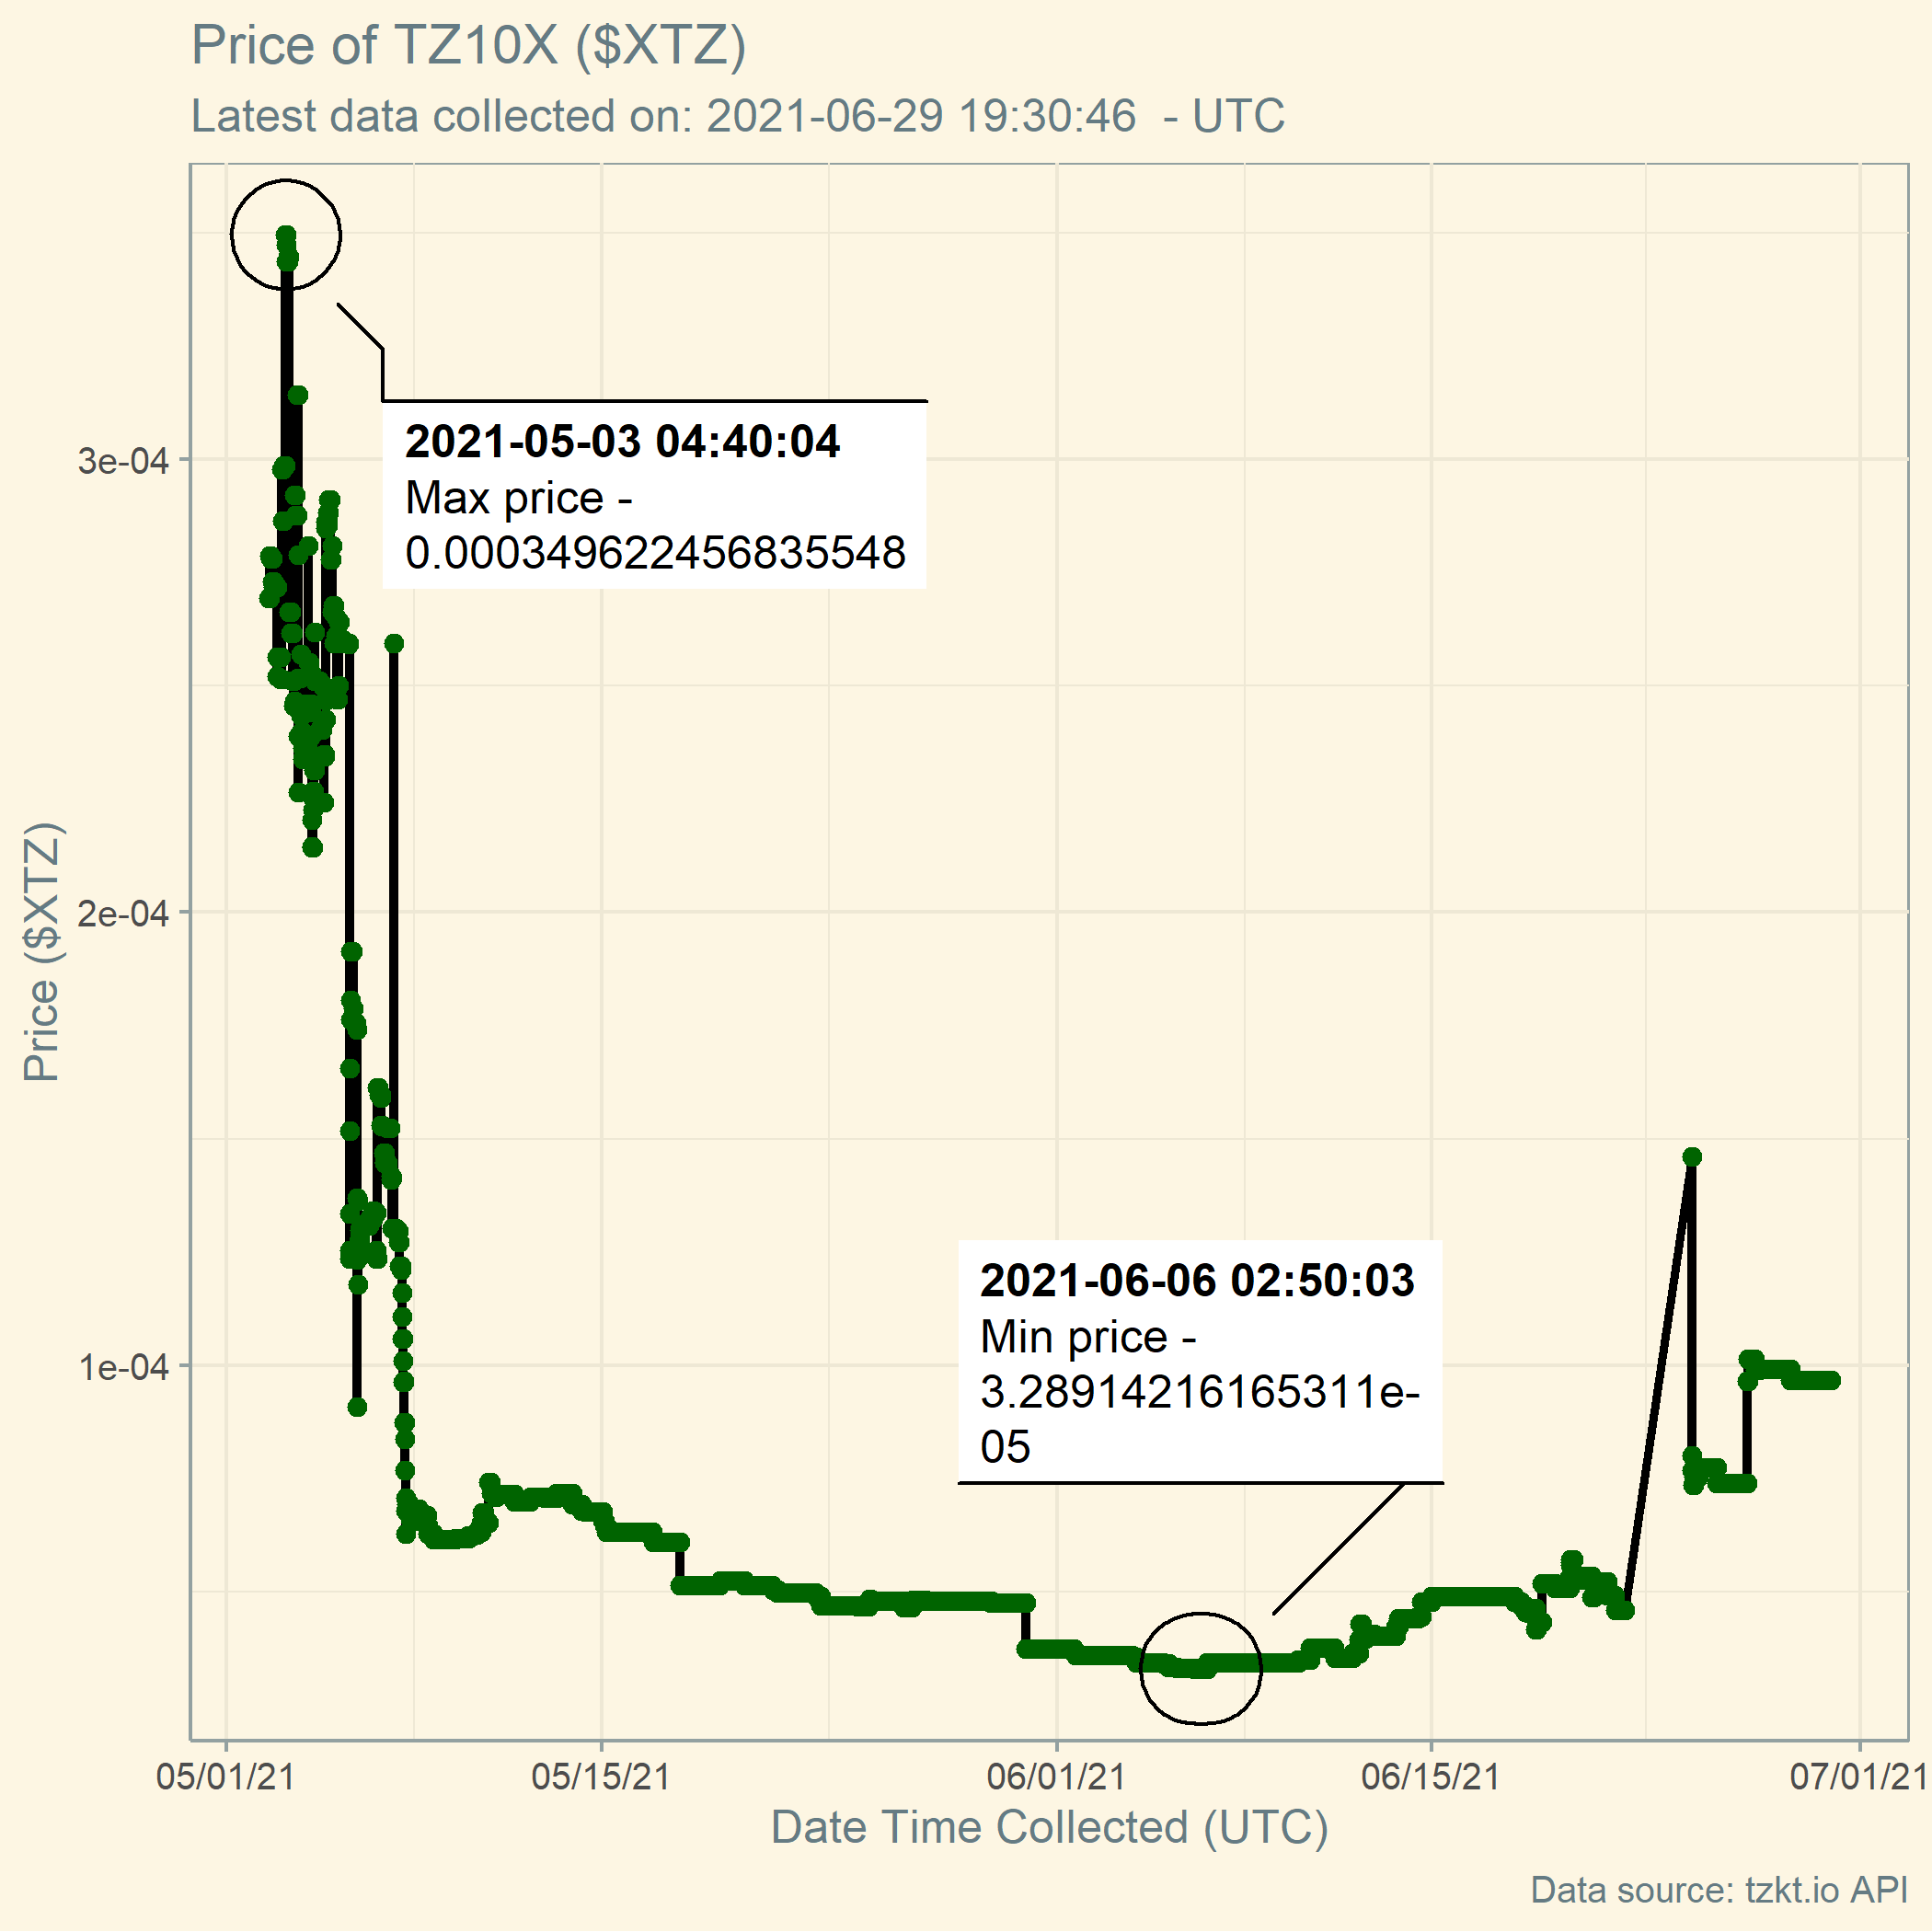 Price of TZ10X ($XTZ)
Latest data collected on: 2021-06-29 19:30:46  - UTC
2021-05-03 04:40:04
Max price -
0.000349622456835548
3e-04
2e-04
1e-04
Price ($XTZ)
2021-06-06 02:50:03
Min price -
3.28914216165311e-
05
05/01/21
05/15/21
06/01/21
06/15/21
07/01/21
Date Time Collected (UTC)
Data source: tzkt.io API